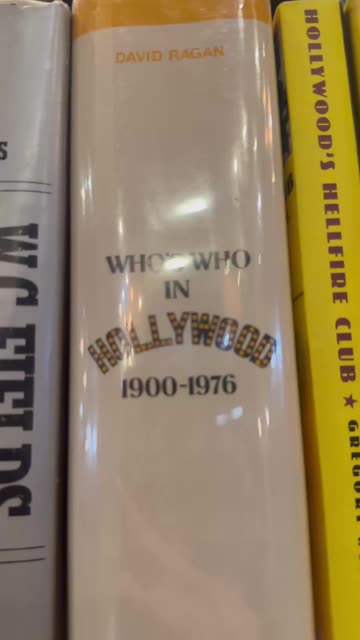 W.C. FIELDS
DAVID RAGAN
WHO'S WHO
IN
HOLLYWOOD
1900-1976
HOLLYWOOD'S HELLFIRE CLUB ★